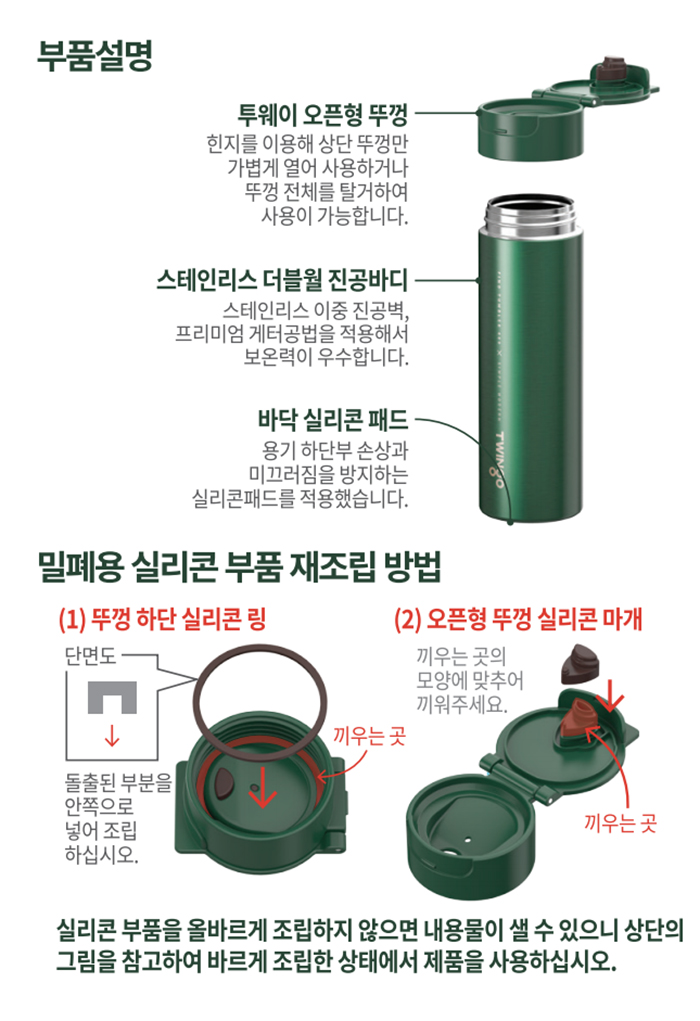 부품설명
투웨이 오픈형 뚜껑
힌지를 이용해 상단 뚜껑만
가볍게 열어 사용하거나
뚜껑 전체를 탈거하여
사용이 가능합니다.
스테인리스 더블월 진공바디
스테인리스 이중 진공벽,
프리미엄 게터공법을 적용해서
보온력이 우수합니다.
바닥 실리콘 패드
용기 하단부 손상과
미끄러짐을 방지하는
실리콘패드를 적용했습니다.
밀폐용 실리콘 부품 재조립 방법
(1) 뚜껑 하단 실리콘 링
단면도
끼우는 곳
돌출된 부분을
안쪽으로
넣어 조립
하십시오.
(2) 오픈형 뚜껑 실리콘 마개
끼우는 곳의
모양에 맞추어
끼워주세요.
끼우는 곳
실리콘 부품을 올바르게 조립하지 않으면 내용물이 샐 수 있으니 상단의
그림을 참고하여 바르게 조립한 상태에서 제품을 사용하십시오.